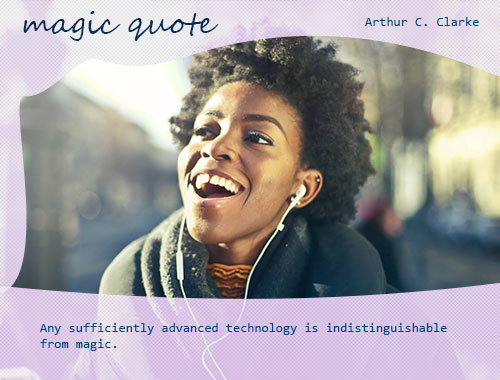 magic quote
Arthur C. Clarke
Any sufficiently advanced technology is indistinguishable
from magic.